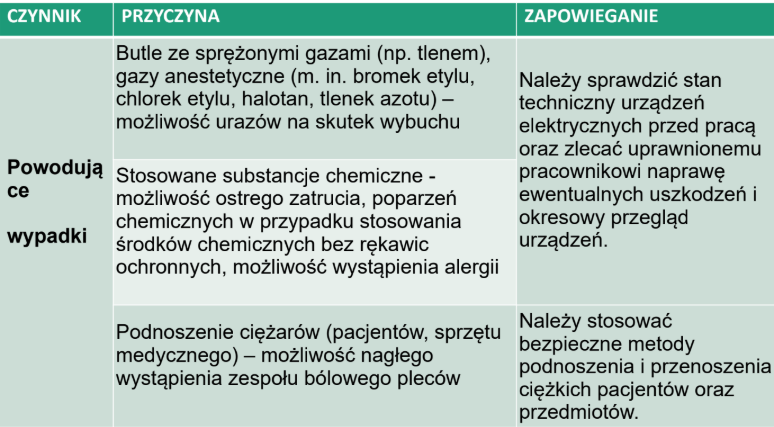 CZYNNIK
PRZYCZYNA
ZAPOWIEGANIE
Powodują
ce
wypadki
Butle ze sprężonymi gazami (np. tlenem),
gazy anestetyczne (m. in. bromek etylu,
chlorek etylu, halotan, tlenek azotu) –
możliwość urazów na skutek wybuchu
Należy sprawdzić stan
techniczny urządzeń
elektrycznych przed pracą
oraz zlecać uprawnionemu
pracownikowi naprawę
ewentualnych uszkodzeń i
okresowy przegląd
urządzeń.
Stosowane substancje chemiczne -
możliwość ostrego zatrucia, poparzeń
chemicznych w przypadku stosowania
środków chemicznych bez rękawic
ochronnych, możliwość wystąpienia alergii
Podnoszenie ciężarów (pacjentów, sprzętu
medycznego) – możliwość nagłego
wystąpienia zespołu bólowego pleców
Należy stosować
bezpieczne metody
podnoszenia i przenoszenia
ciężkich pacjentów oraz
przedmiotów.